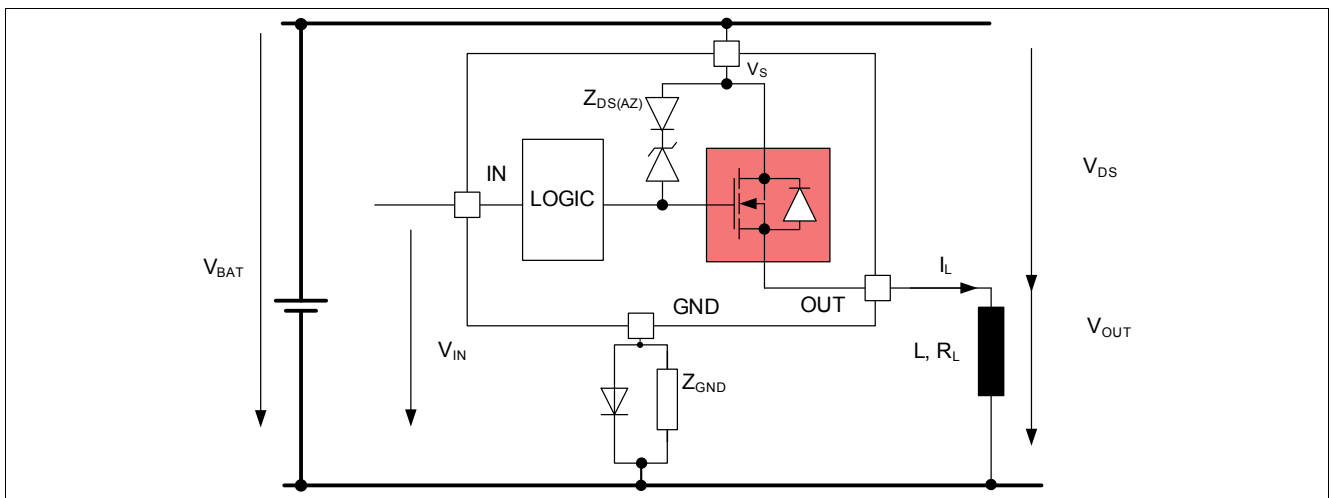 V_S
Z_DS(AZ)
IN
LOGIC
V_DS
V_BAT
I_L
GND
OUT
V_IN
V_OUT
L, R_L
Z_GND